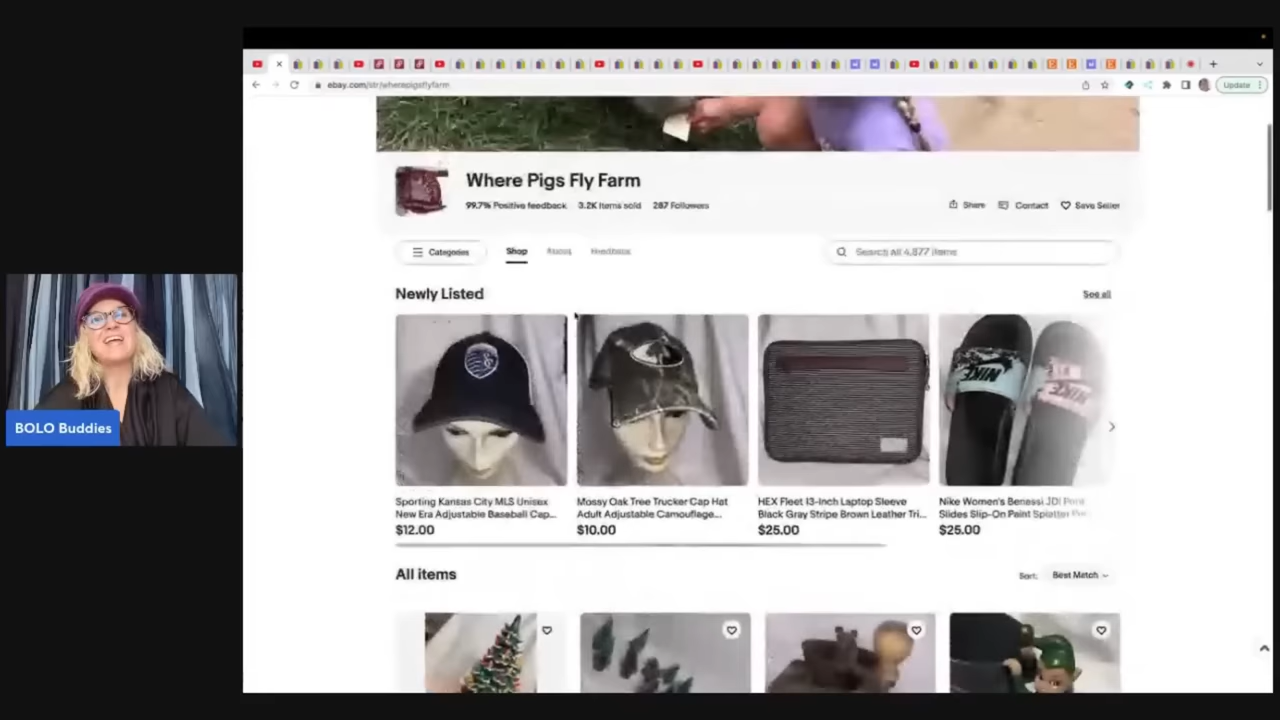 ebay.com/str/wherepigsflyfarm
Update
Where Pigs Fly Farm
99.7% Positive feedback 3.2K Items sold 287 Followers
Share Contact Save Seller
Categories Shop About Feedback
Search all 4,877 items
Newly Listed
See all
NIKE
Sporting Kansas City MLS Unisex
New Era Adjustable Baseball Cap...
$12.00
Mossy Oak Tree Trucker Cap Hat
Adult Adjustable Camouflage...
$10.00
HEX Fleet 13-Inch Laptop Sleeve
Black Gray Stripe Brown Leather Tri...
$25.00
Nike Women's Benassi JDI
Slides Slip-On Paint Splatter
$25.00
All items
Sort: Best Match
BOLO Buddies